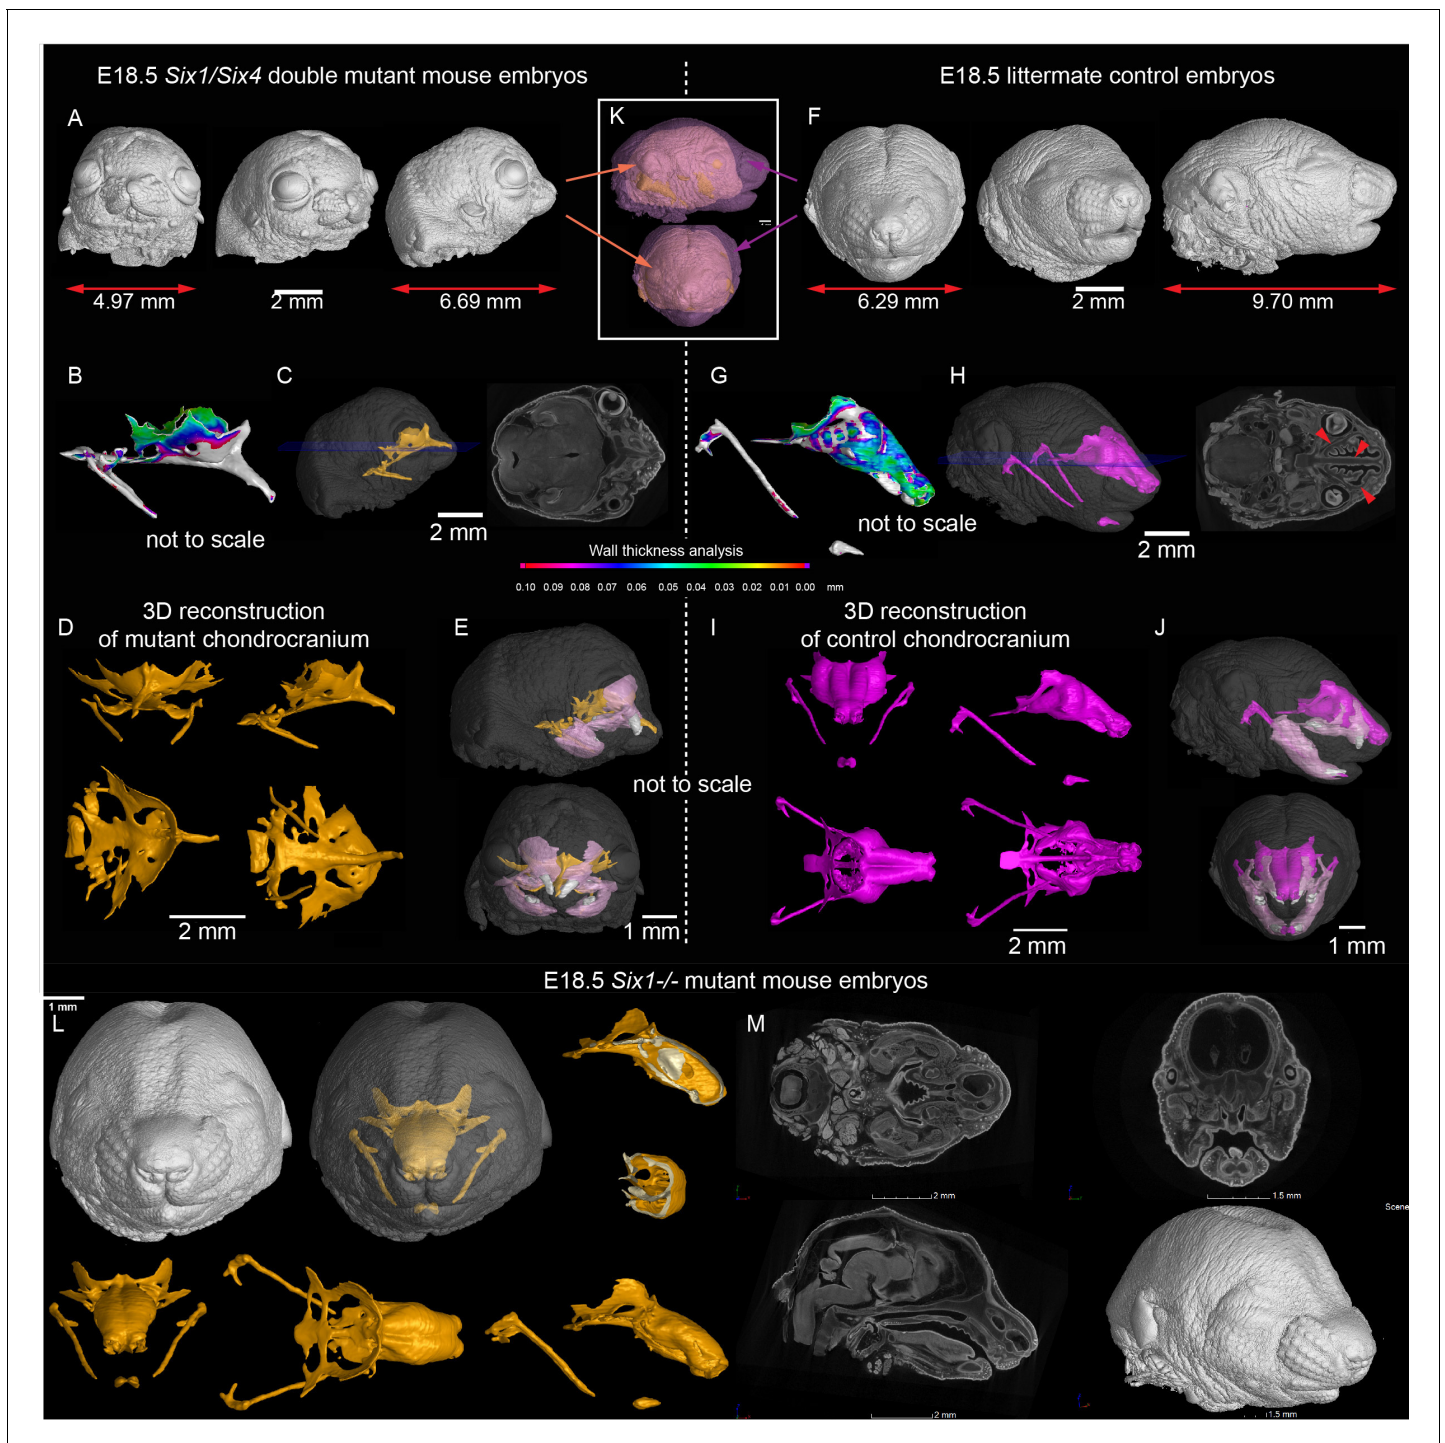 E18.5 Six1/Six4 double mutant mouse embryos
E18.5 littermate control embryos
A
K
F
4.97 mm
2 mm
6.69 mm
6.29 mm
2 mm
9.70 mm
B
C
G
H
not to scale
2 mm
not to scale
2 mm
Wall thickness analysis
0.10 0.09 0.08 0.07 0.06 0.05 0.04 0.03 0.02 0.01 0.00 mm
D
3D reconstruction
of mutant chondrocranium
E
I
3D reconstruction
of control chondrocranium
J
not to scale
2 mm
1 mm
2 mm
1 mm
E18.5 Six1-/- mutant mouse embryos
1 mm
L
M
2 mm
1.5 mm
Scene
2 mm
1.5 mm